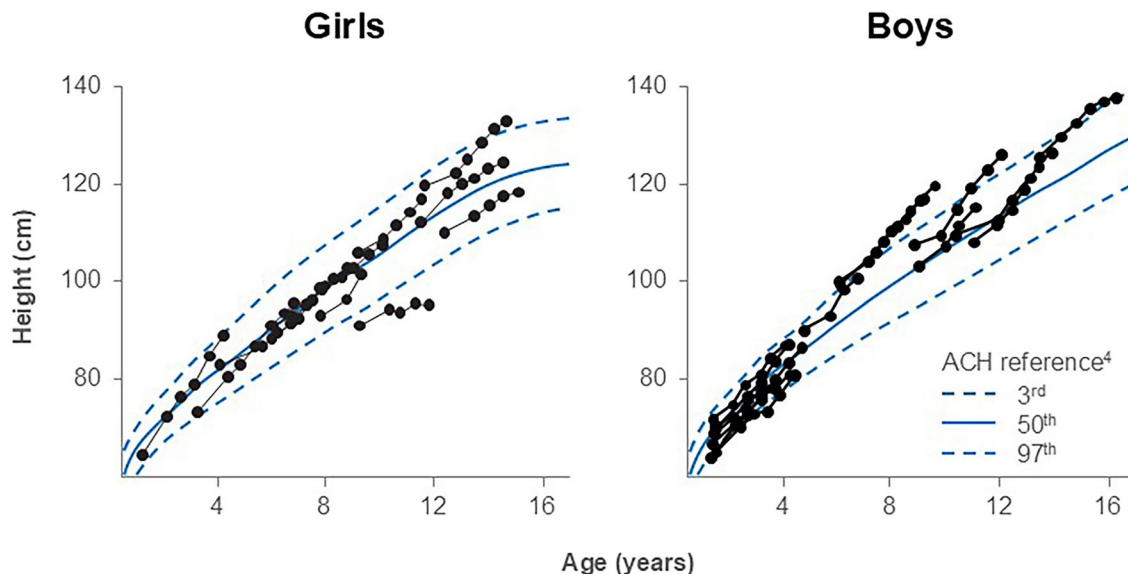 Girls
Boys
Height (cm)
140
120
100
80
4
8
12
16
140
120
100
80
4
8
12
16
ACH reference⁴
3ʳᵈ
50ᵗʰ
97ᵗʰ
Age (years)